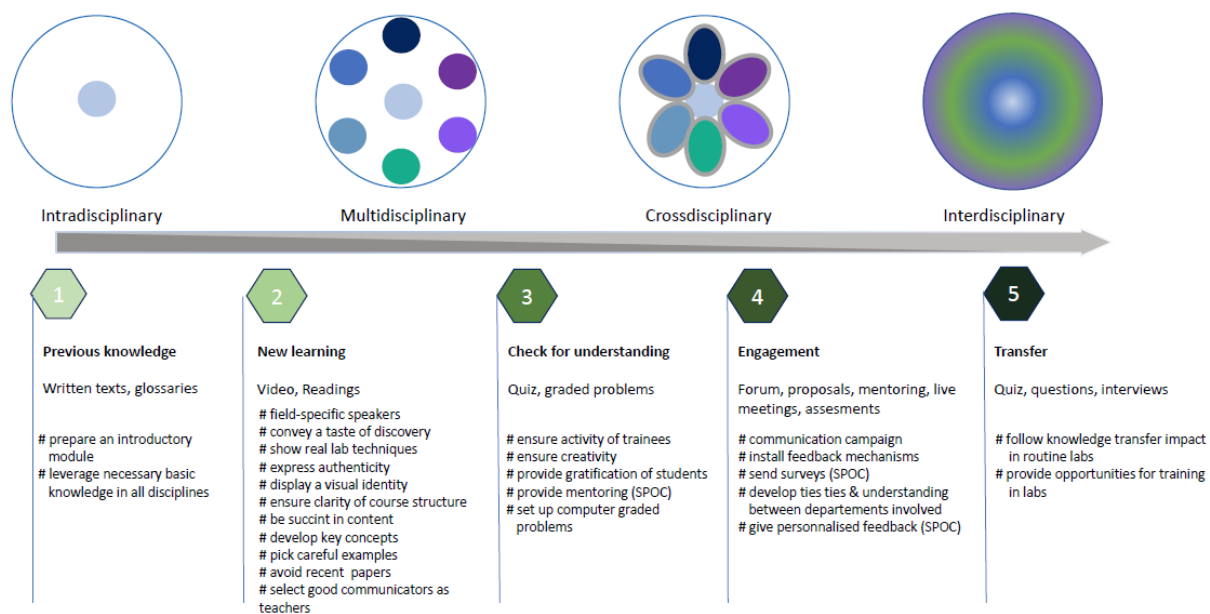 Intradisciplinary
Multidisciplinary
Crossdisciplinary
Interdisciplinary
1
Previous knowledge
Written texts, glossaries
# prepare an introductory
module
# leverage necessary basic
knowledge in all disciplines
2
New learning
Video, Readings
# field-specific speakers
# convey a taste of discovery
# show real lab techniques
# express authenticity
# display a visual identity
# ensure clarity of course structure
# be succint in content
# develop key concepts
# pick careful examples
# avoid recent papers
# select good communicators as
teachers
3
Check for understanding
Quiz, graded problems
# ensure activity of trainees
# ensure creativity
# provide gratification of students
# provide mentoring (SPOC)
# set up computer graded
problems
4
Engagement
Forum, proposals, mentoring, live
meetings, assesments
# communication campaign
# install feedback mechanisms
# send surveys (SPOC)
# develop ties ties & understanding
between departements involved
# give personnalised feedback (SPOC)
5
Transfer
Quiz, questions, interviews
# follow knowledge transfer impact
in routine labs
# provide opportunities for training
in labs